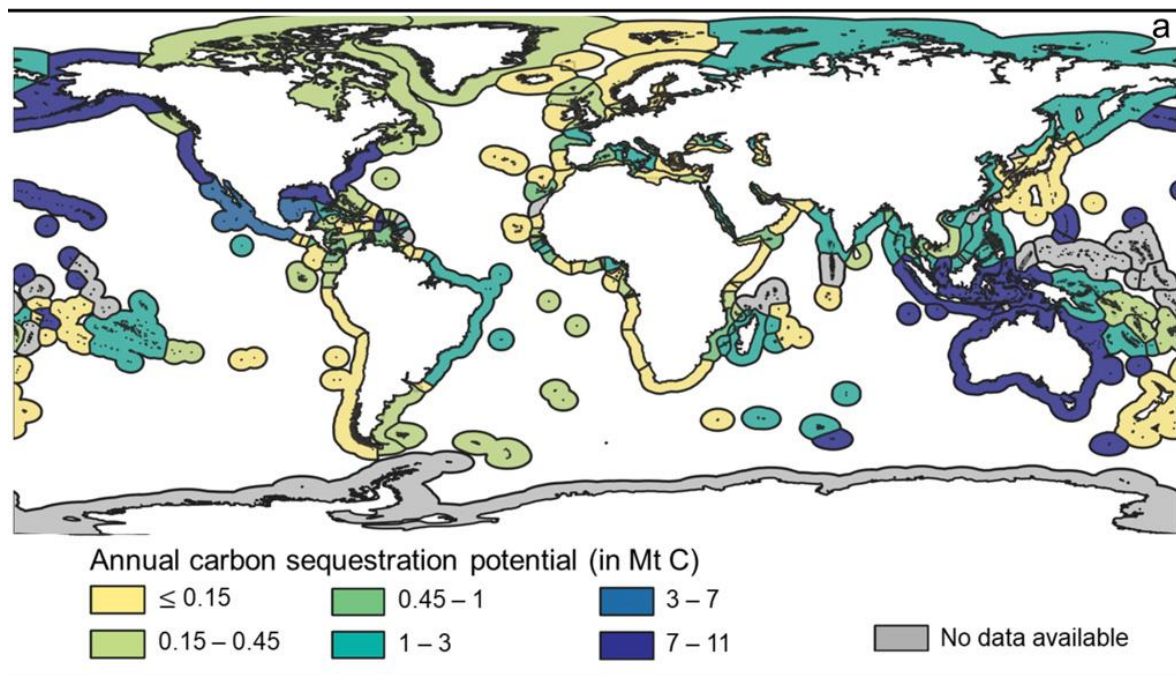 a
Annual carbon sequestration potential (in Mt C)
≤ 0.15
0.45 – 1
3 – 7
0.15 – 0.45
1 – 3
7 – 11
No data available